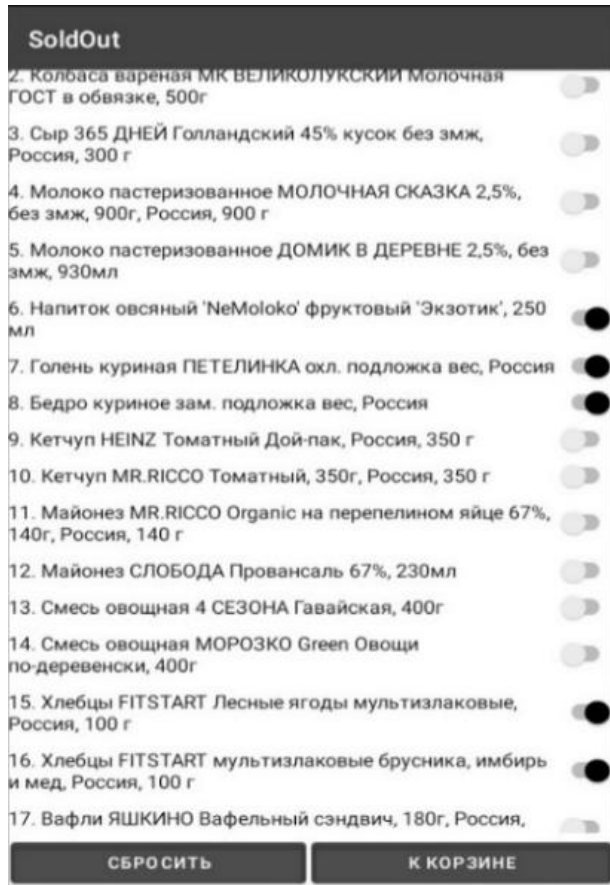 SoldOut
2. Колбаса вареная МК ВЕЛИКОЛУКСКИЙ Молочная
ГОСТ в обвязке, 500г
3. Сыр 365 ДНЕЙ Голландский 45% кусок без змж,
Россия, 300 г
4. Молоко пастеризованное МОЛОЧНАЯ СКАЗКА 2,5%,
без змж, 900г, Россия, 900 г
5. Молоко пастеризованное ДОМИК В ДЕРЕВНЕ 2,5%, без
змж, 930мл
6. Напиток овсяный 'NeMoloko' фруктовый 'Экзотик', 250
мл
7. Голень куриная ПЕТЕЛИНКА охл. подложка вес, Россия
8. Бедро куриное зам. подложка вес, Россия
9. Кетчуп HEINZ Томатный Дой-пак, Россия, 350 г
10. Кетчуп MR.RICCO Томатный, 350г, Россия, 350 г
11. Майонез MR.RICCO Organic на перепелином яйце 67%,
140г, Россия, 140 г
12. Майонез СЛОБОДА Провансаль 67%, 230мл
13. Смесь овощная 4 СЕЗОНА Гавайская, 400г
14. Смесь овощная МОРОЗКО Green Овощи
по-деревенски, 400г
15. Хлебцы FITSTART Лесные ягоды мультизлаковые,
Россия, 100 г
16. Хлебцы FITSTART мультизлаковые брусника, имбирь
и мед, Россия, 100 г
17. Вафли ЯШКИНО Вафельный сэндвич, 180г, Россия,
СБРОСИТЬ
К КОРЗИНЕ